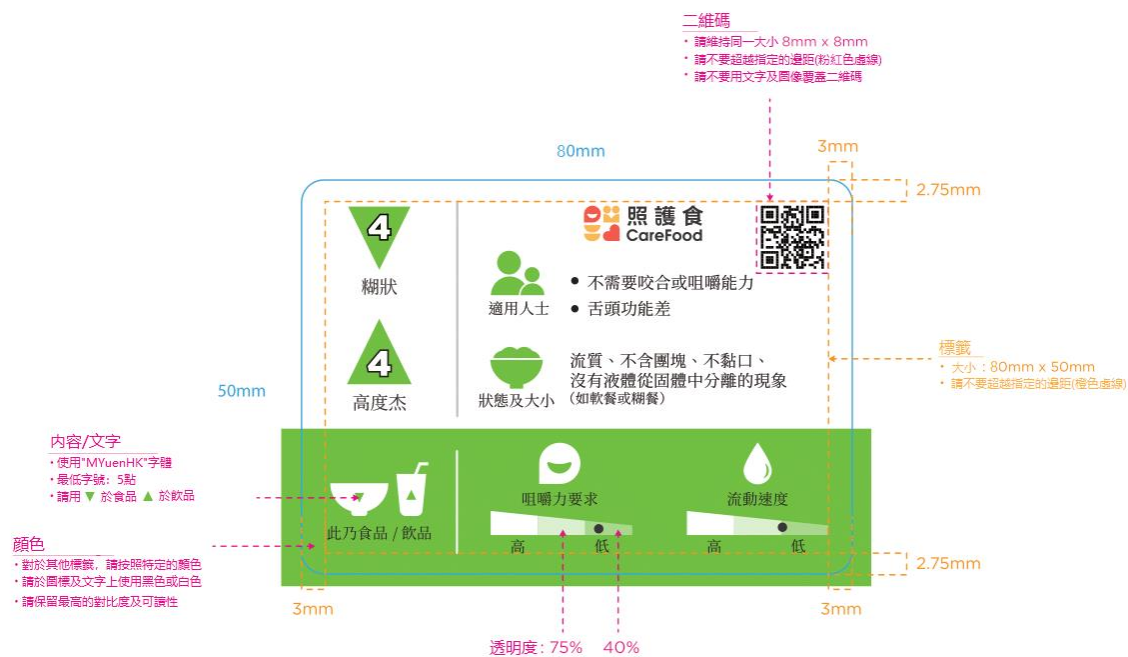 二維碼
• 請維持同一大小 8mm x 8mm
• 請不要超越指定的邊距(粉紅色虛線)
• 請不要用文字及圖像覆蓋二維碼
80mm
3mm
2.75mm
4
糊狀
照護食
CareFood
適用人士
• 不需要咬合或咀嚼能力
• 舌頭功能差
4
高度杰
狀態及大小
流質、不含團塊、不黏口、
沒有液體從固體中分離的現象
(如軟餐或糊餐)
標籤
• 大小：80mm x 50mm
• 請不要超越指定的邊距(橙色虛線)
50mm
内容/文字
• 使用"MYuenHK"字體
• 最低字號：5點
• 請用 ▼ 於食品 ▲ 於飲品
此乃食品 / 飲品
咀嚼力要求
高 低
流動速度
高 低
顏色
• 對於其他標籤，請按照特定的顏色
• 請於圖標及文字上使用黑色或白色
• 請保留最高的對比度及可讀性
2.75mm
3mm
3mm
透明度：75% 40%